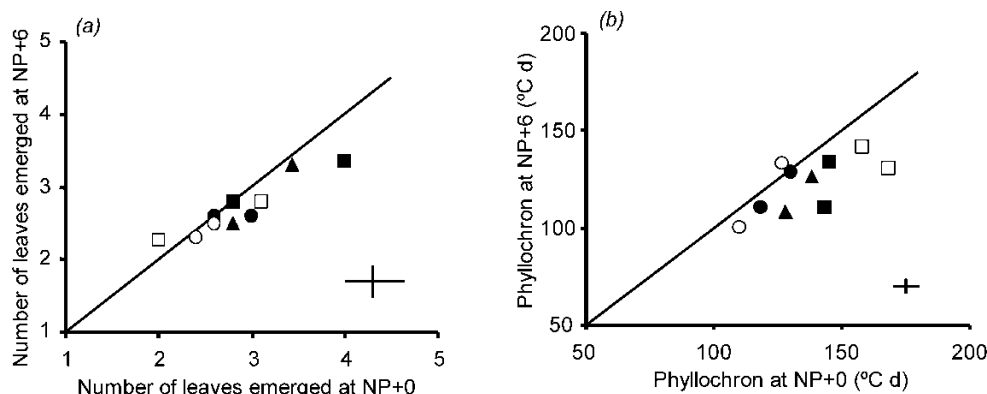 (a)
Number of leaves emerged at NP+6
5
4
3
2
1
1 2 3 4 5
Number of leaves emerged at NP+0
(b)
Phyllochron at NP+6 (ºC d)
200
150
100
50
50 100 150 200
Phyllochron at NP+0 (ºC d)